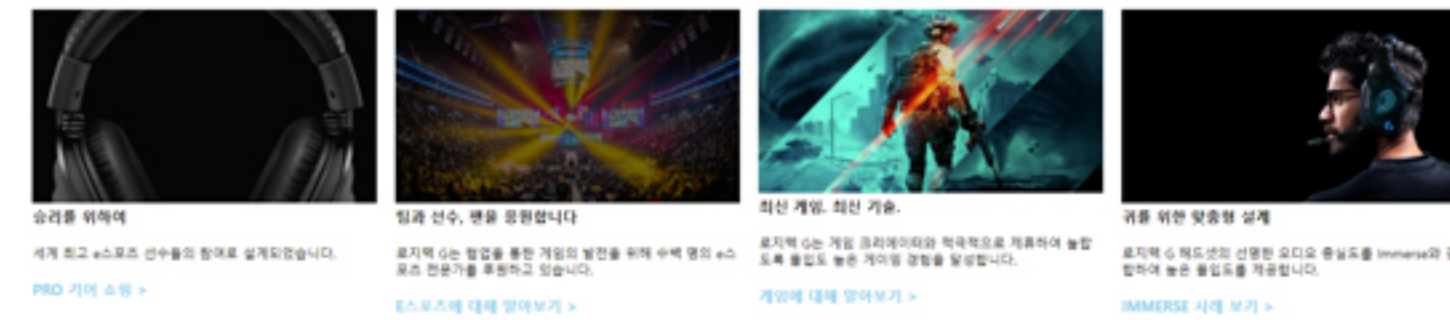 승리를 위하여
세계 최고 e스포츠 선수들의 참여로 설계되었습니다.
PRO 기어 쇼핑 >
팀과 선수, 팬을 응원합니다
로지텍 G는 협업을 통한 게임의 발전을 위해 수백 명의 e스
포츠 전문가를 후원하고 있습니다.
E스포츠에 대해 알아보기 >
최신 게임. 최신 기술.
로지텍 G는 게임 크리에이터와 적극적으로 제휴하여 놀랍
도록 몰입도 높은 게이밍 경험을 달성합니다.
게임에 대해 알아보기 >
귀를 위한 맞춤형 설계
로지텍 G 헤드셋의 선명한 오디오 충실도를 Immerse와
합하여 높은 몰입도를 제공합니다.
IMMERSE 사례 보기 >